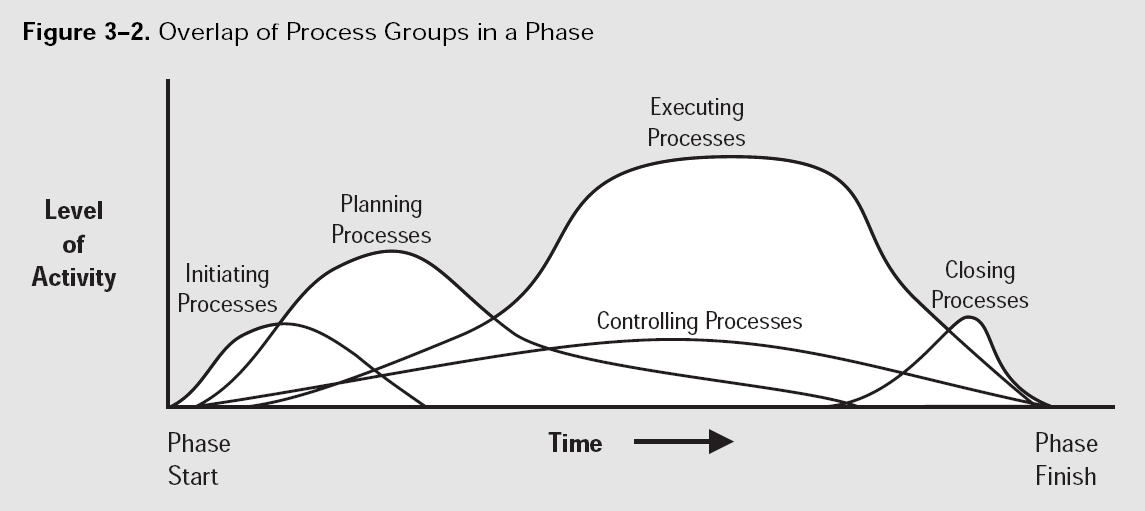 Figure 3–2. Overlap of Process Groups in a Phase
Executing
Processes
Planning
Processes
Level
of
Activity
Initiating
Processes
Closing
Processes
Controlling Processes
Phase
Start
Time
Phase
Finish